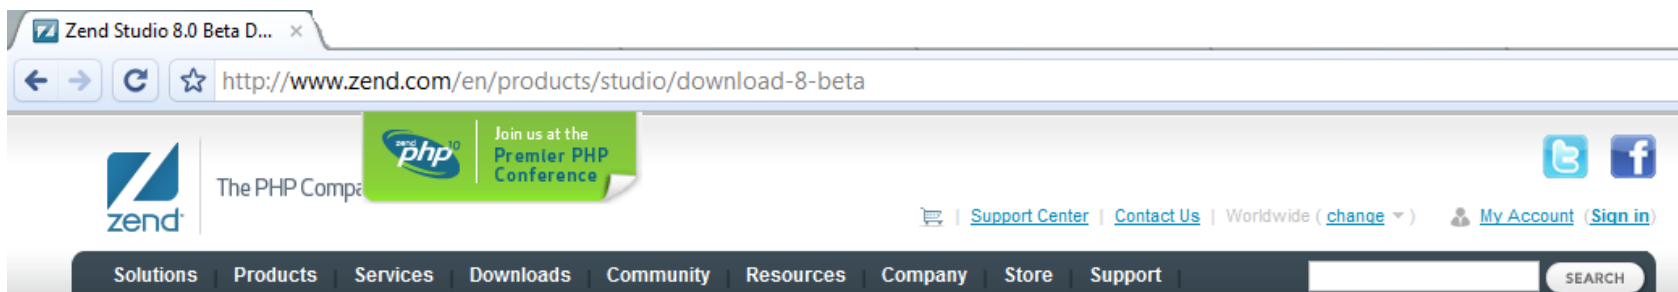 Zend Studio 8.0 Beta D...
http://www.zend.com/en/products/studio/download-8-beta
zend
The PHP Compa
zend php 10
Join us at the
Premier PHP
Conference
Support Center | Contact Us | Worldwide ( change ) My Account (Sign in)
Solutions Products Services Downloads Community Resources Company Store Support SEARCH